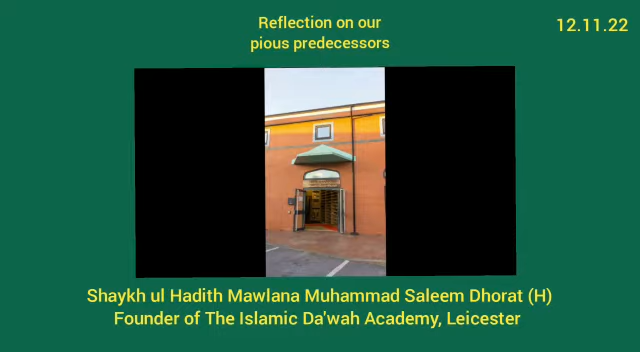 Reflection on our
pious predecessors
12.11.22
Shaykh ul Hadith Mawlana Muhammad Saleem Dhorat (H)
Founder of The Islamic Da'wah Academy, Leicester